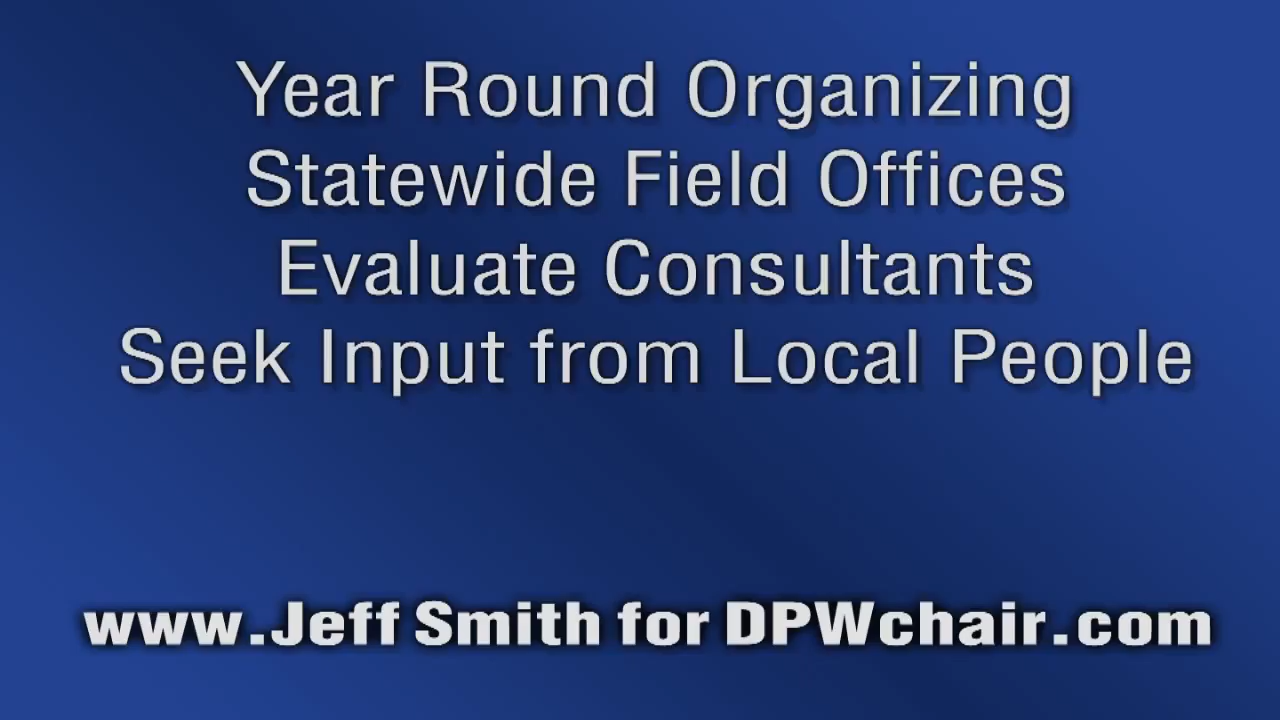 Year Round Organizing
Statewide Field Offices
Evaluate Consultants
Seek Input from Local People
www.Jeff Smith for DPWchair.com